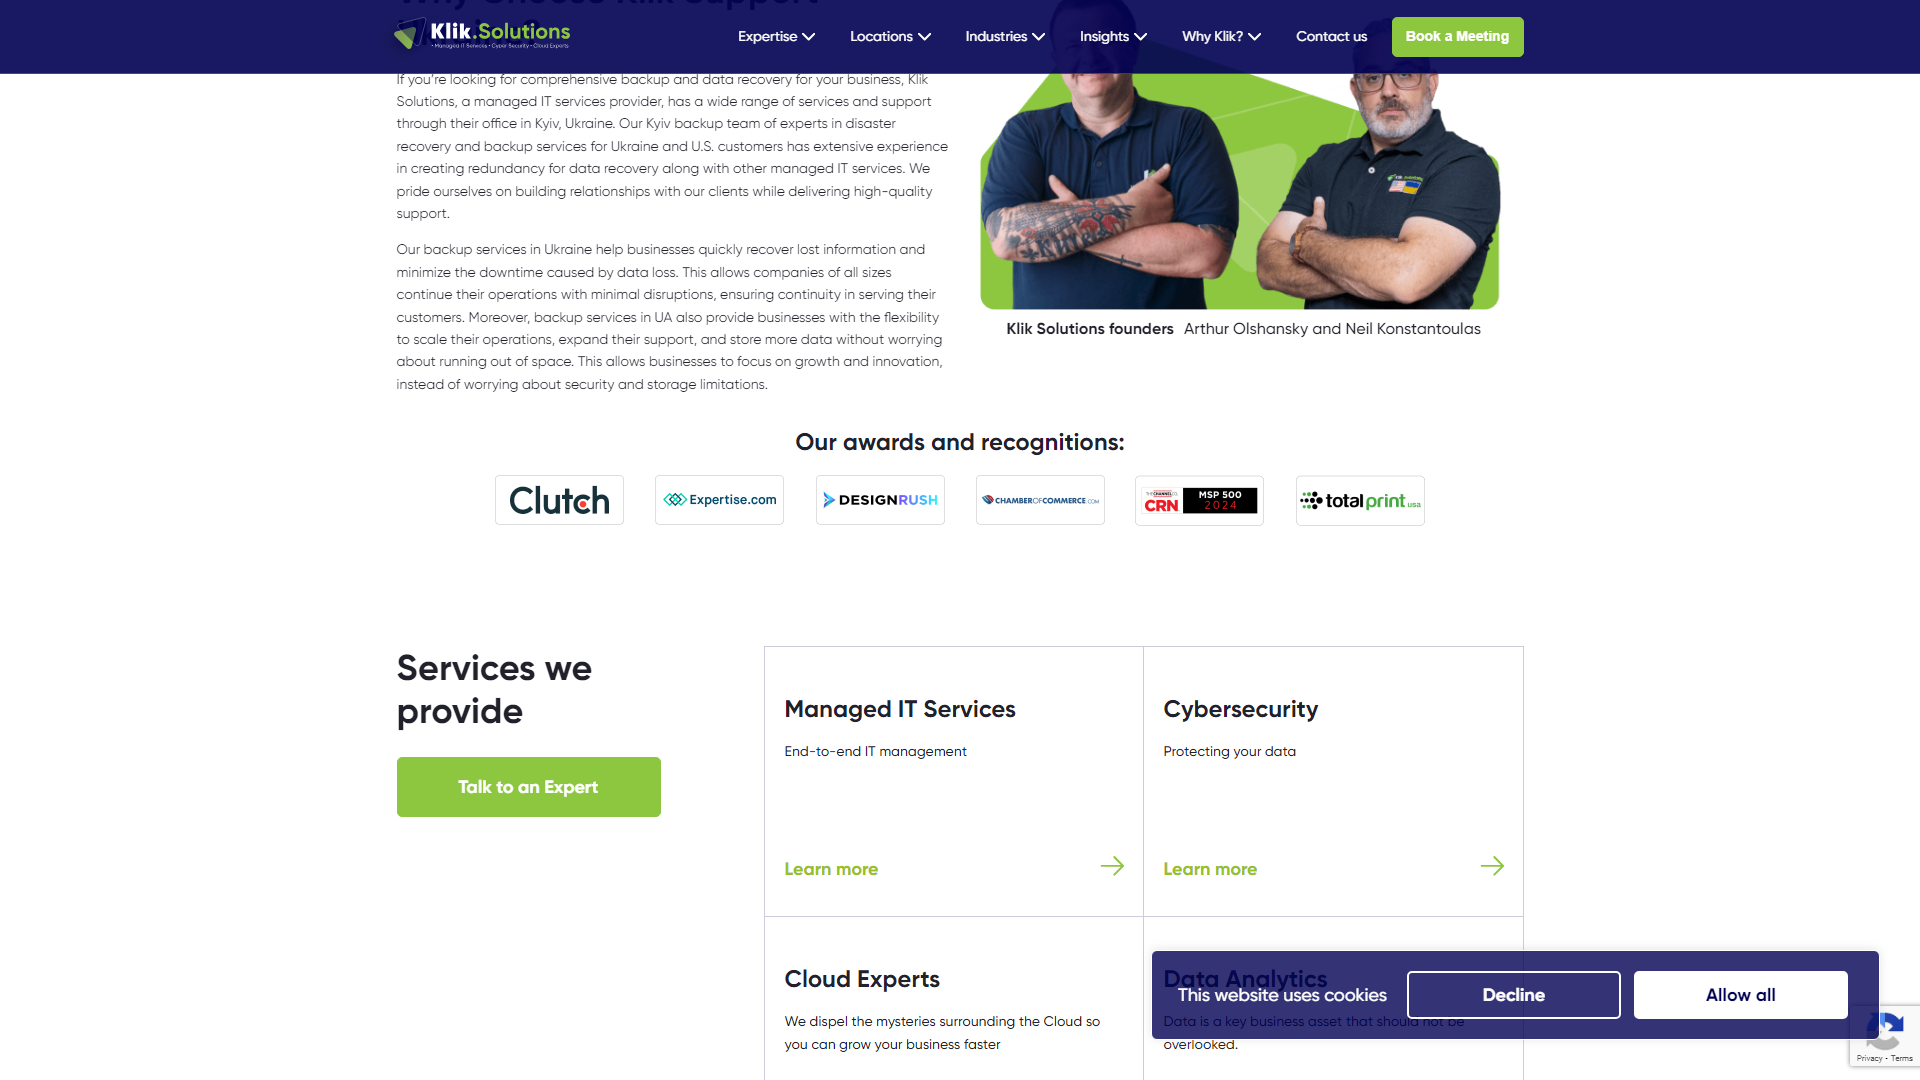 Klik.Solutions
• Managed IT Services • Cyber Security • Cloud Experts
Expertise
Locations
Industries
Insights
Why Klik?
Contact us
Book a Meeting
If you're looking for comprehensive backup and data recovery for your business, Klik
Solutions, a managed IT services provider, has a wide range of services and support
through their office in Kyiv, Ukraine. Our Kyiv backup team of experts in disaster
recovery and backup services for Ukraine and U.S. customers has extensive experience
in creating redundancy for data recovery along with other managed IT services. We
pride ourselves on building relationships with our clients while delivering high-quality
support.
Our backup services in Ukraine help businesses quickly recover lost information and
minimize the downtime caused by data loss. This allows companies of all sizes
continue their operations with minimal disruptions, ensuring continuity in serving their
customers. Moreover, backup services in UA also provide businesses with the flexibility
to scale their operations, expand their support, and store more data without worrying
about running out of space. This allows businesses to focus on growth and innovation,
instead of worrying about security and storage limitations.
Klik Solutions founders Arthur Olshansky and Neil Konstantoulas
Our awards and recognitions:
Clutch
Expertise.com
DESIGNRUSH
CHAMBEROFCOMMERCE.COM
CRN
MSP 500
2024
totalprint usa
Services we
provide
Talk to an Expert
Managed IT Services
End-to-end IT management
Learn more
Cybersecurity
Protecting your data
Learn more
Cloud Experts
We dispel the mysteries surrounding the Cloud so
you can grow your business faster
Data Analytics
Data is a key business asset that should not be
overlooked.
This website uses cookies
Decline
Allow all
Privacy - Terms